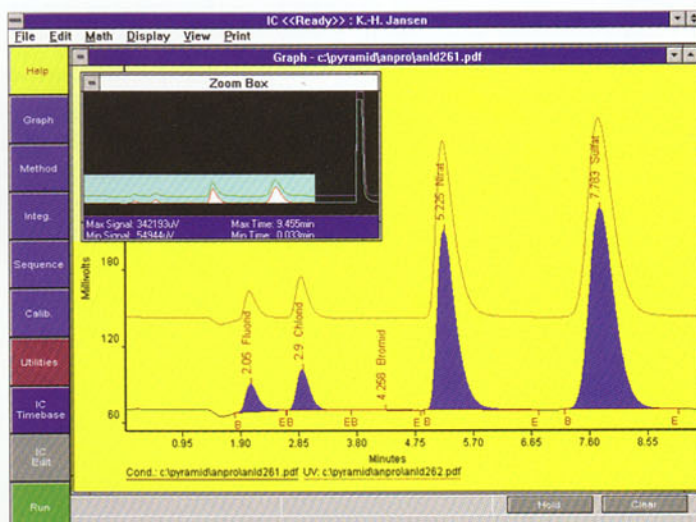 IC <<Ready>> : K.-H. Jansen
File Edit Math Display View Print
Help
Graph
Method
Integ.
Sequence
Calib.
Utilities
IC
Timebase
IC
Edit
Run
Graph - c:\pyramid\anpro\anld261.pdf
Zoom Box
Max Signal: 342193uV Max Time: 9.455min
Min Signal: 54944uV Min Time: 0.033min
Millivolts
180
120
60
2.05 Fluorid
2.9 Chlorid
4.258 Bromid
5.225 Nitrat
7.783 Sulfat
B EB EB E B E B E
0.95 1.90 2.85 3.80 4.75 5.70 6.65 7.60 8.55
Minutes
Cond.: c:\pyramid\anpro\anld261.pdf UV: c:\pyramid\anpro\anld262.pdf
Hold Clear